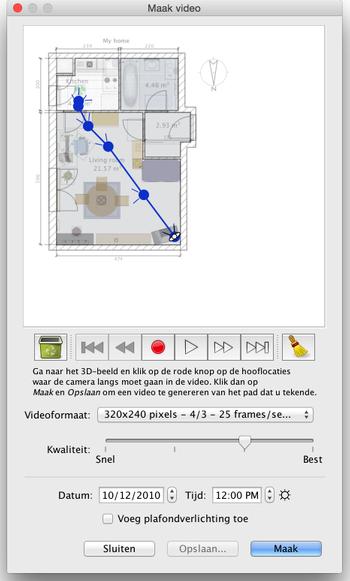 Maak video
My home
259
220
Kitchen
4.48 m²
2.93 m²
Living room
21.57 m²
N
474
Ga naar het 3D-beeld en klik op de rode knop op de hooflocaties
waar de camera langs moet gaan in de video. Klik dan op
Maak en Opslaan om een video te genereren van het pad dat u tekende.
Videoformaat: 320x240 pixels - 4/3 - 25 frames/se...
Kwaliteit:
Snel Best
Datum: 10/12/2010 Tijd: 12:00 PM
Voeg plafondverlichting toe
Sluiten Opslaan... Maak